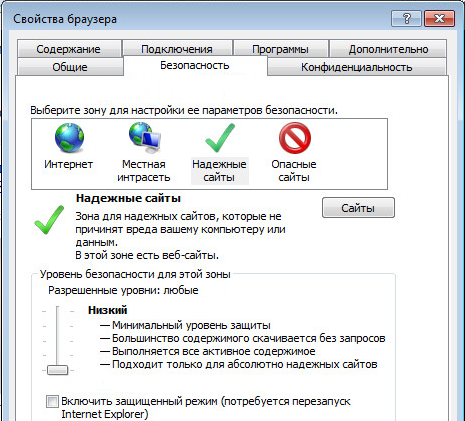 Свойства браузера
Содержание Подключения Программы Дополнительно
Общие Безопасность Конфиденциальность
Выберите зону для настройки ее параметров безопасности.
Интернет Местная интрасеть Надежные сайты Опасные сайты
Надежные сайты
Сайты
Зона для надежных сайтов, которые не
причинят вреда вашему компьютеру или
данным.
В этой зоне есть веб-сайты.
Уровень безопасности для этой зоны
Разрешенные уровни: любые
Низкий
— Минимальный уровень защиты
— Большинство содержимого скачивается без запросов
— Выполняется все активное содержимое
— Подходит только для абсолютно надежных сайтов
Включить защищенный режим (потребуется перезапуск
Internet Explorer)